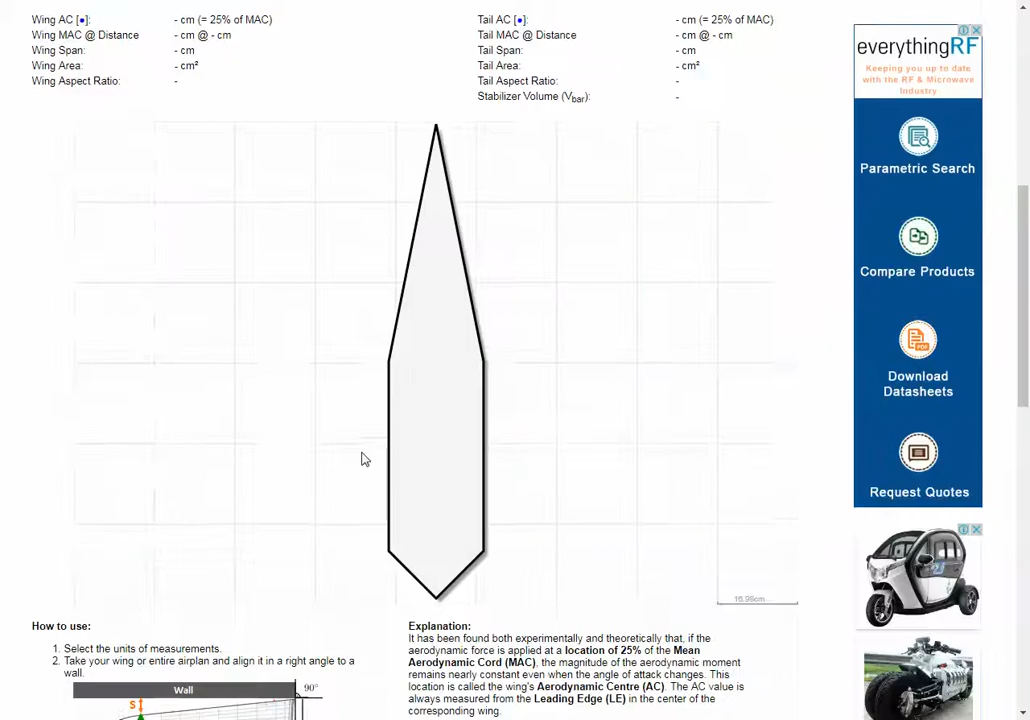 Wing AC [●]: - cm (= 25% of MAC)
Wing MAC @ Distance - cm @ - cm
Wing Span: - cm
Wing Area: - cm²
Wing Aspect Ratio: -
Tail AC [●]: - cm (= 25% of MAC)
Tail MAC @ Distance - cm @ - cm
Tail Span: - cm
Tail Area: - cm²
Tail Aspect Ratio: -
Stabilizer Volume (Vbar): -
16.96cm
How to use:
1. Select the units of measurements.
2. Take your wing or entire airplan and align it in a right angle to a
wall.
Wall
90°
S
Explanation:
It has been found both experimentally and theoretically that, if the
aerodynamic force is applied at a location of 25% of the Mean
Aerodynamic Cord (MAC), the magnitude of the aerodynamic moment
remains nearly constant even when the angle of attack changes. This
location is called the wing's Aerodynamic Centre (AC). The AC value is
always measured from the Leading Edge (LE) in the center of the
corresponding wing.
everythingRF
Keeping you up to date
with the RF & Microwave
Industry
Parametric Search
Compare Products
Download
Datasheets
PDF
Request Quotes